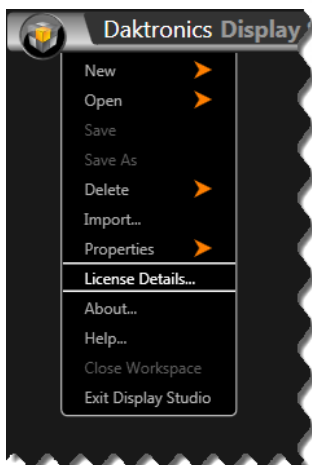 Daktronics Display
New
Open
Save
Save As
Delete
Import...
Properties
License Details...
About...
Help...
Close Workspace
Exit Display Studio